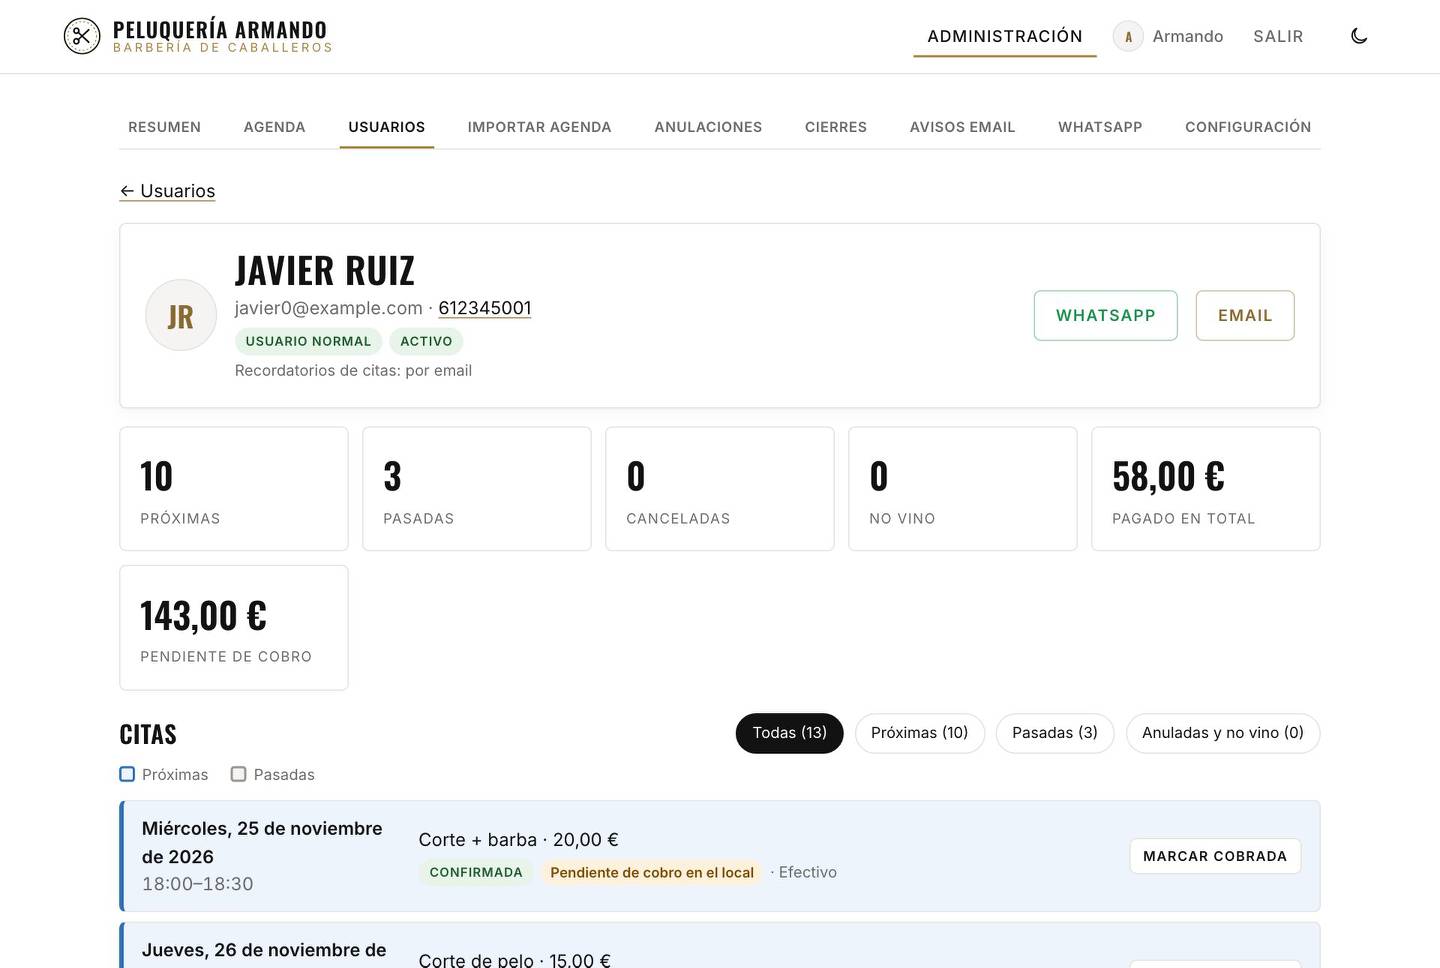 PELUQUERÍA ARMANDO
BARBERÍA DE CABALLEROS
ADMINISTRACIÓN
A
Armando
SALIR
RESUMEN
AGENDA
USUARIOS
IMPORTAR AGENDA
ANULACIONES
CIERRES
AVISOS EMAIL
WHATSAPP
CONFIGURACIÓN
← Usuarios
JR
JAVIER RUIZ
javier0@example.com · 612345001
USUARIO NORMAL
ACTIVO
Recordatorios de citas: por email
WHATSAPP
EMAIL
10
PRÓXIMAS
3
PASADAS
0
CANCELADAS
0
NO VINO
58,00 €
PAGADO EN TOTAL
143,00 €
PENDIENTE DE COBRO
CITAS
Todas (13)
Próximas (10)
Pasadas (3)
Anuladas y no vino (0)
Próximas
Pasadas
Miércoles, 25 de noviembre
de 2026
18:00–18:30
Corte + barba · 20,00 €
CONFIRMADA
Pendiente de cobro en el local
· Efectivo
MARCAR COBRADA
Jueves, 26 de noviembre de
Corte de pelo · 15,00 €